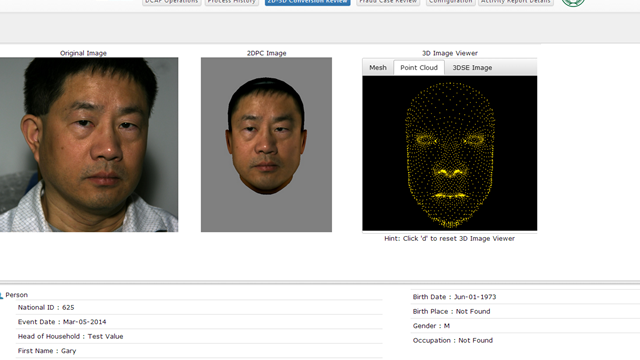 DCAP Operations Process History 2D-3D Conversion Review Fraud Case Review Configuration Activity Report Details
Original Image 2DPC Image 3D Image Viewer
Mesh Point Cloud 3DSE Image
Hint: Click 'd' to reset 3D Image Viewer
Person
National ID : 625
Event Date : Mar-05-2014
Head of Household : Test Value
First Name : Gary
Birth Date : Jun-01-1973
Birth Place : Not Found
Gender : M
Occupation : Not Found